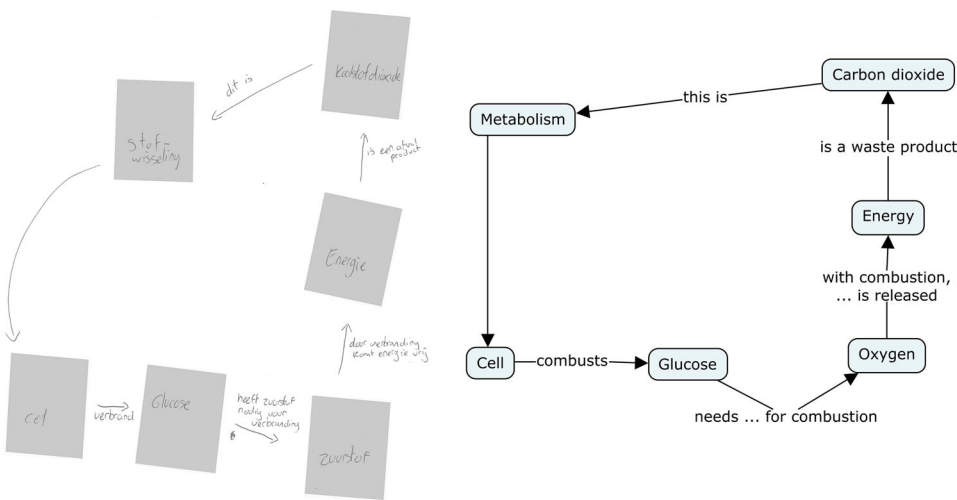 koolstofdioxide
dit is
stof-
wisseling
is een afval
product
Energie
door verbranding
komt energie vrij
cel
verbrand
Glucose
heeft zuurstof
nodig voor
verbranding
zuurstof
Carbon dioxide
this is
Metabolism
is a waste product
Energy
with combustion,
... is released
Cell
combusts
Glucose
Oxygen
needs ... for combustion